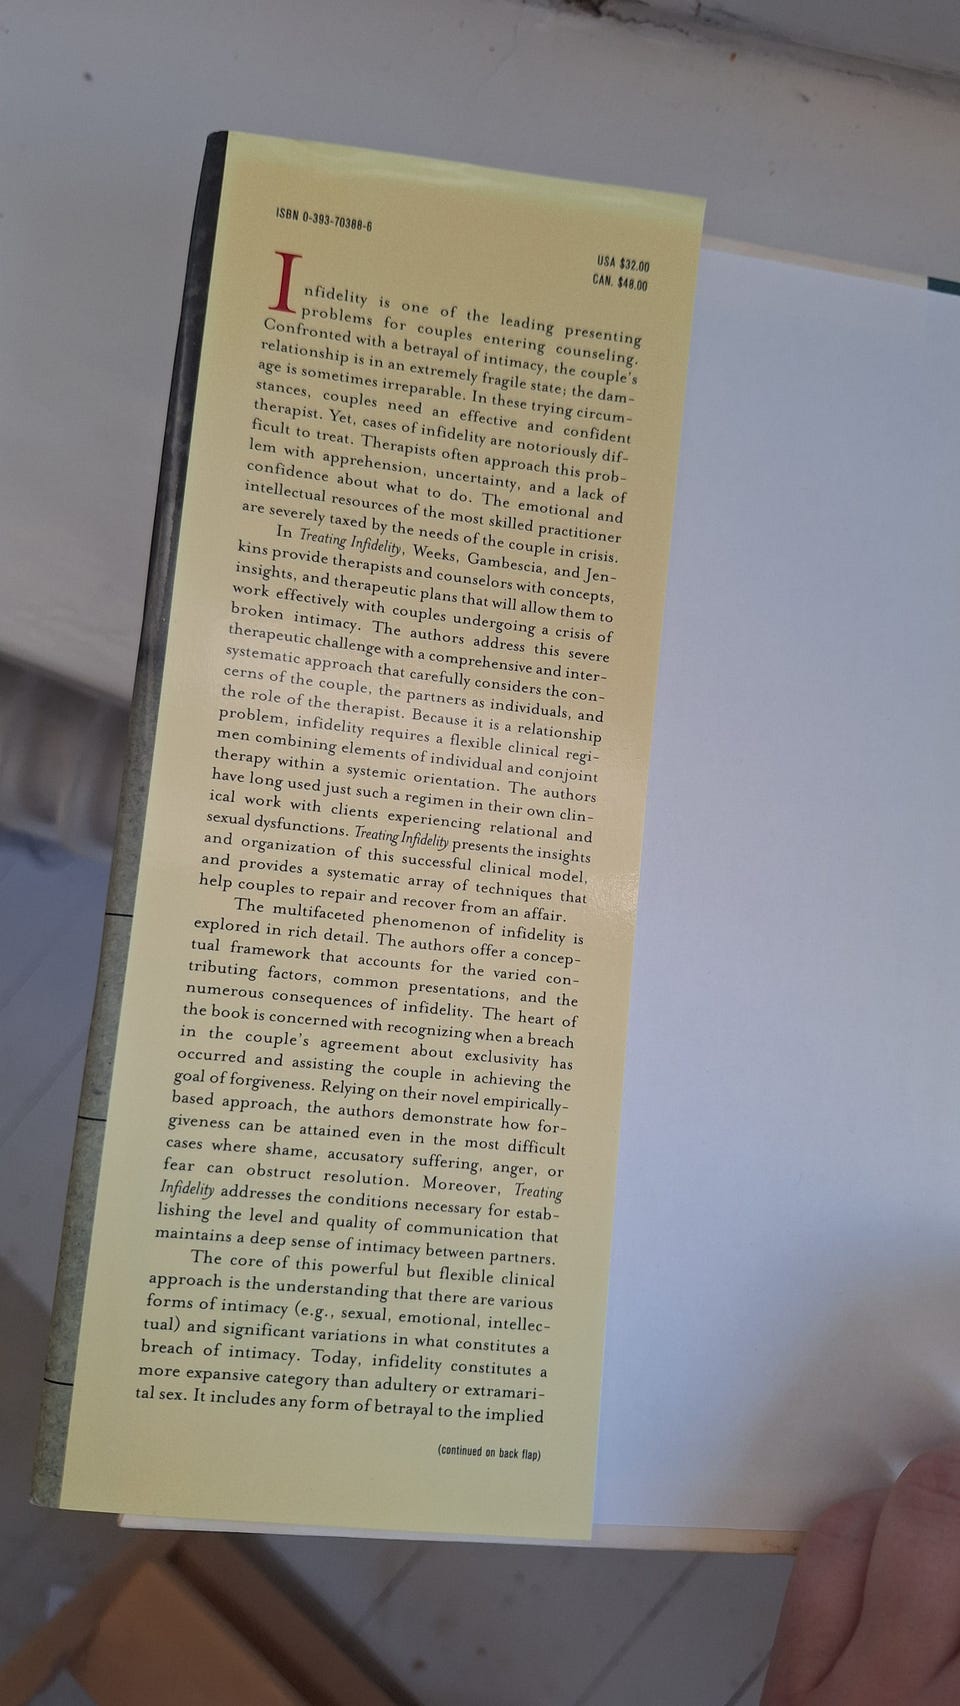 ISBN 0-393-70388-6
USA $32.00
CAN. $48.00
Infidelity is one of the leading presenting
problems for couples entering counseling.
Confronted with a betrayal of intimacy, the couple's
relationship is in an extremely fragile state; the dam-
age is sometimes irreparable. In these trying circum-
stances, couples need an effective and confident
therapist. Yet, cases of infidelity are notoriously dif-
ficult to treat. Therapists often approach this prob-
lem with apprehension, uncertainty, and a lack of
confidence about what to do. The emotional and
intellectual resources of the most skilled practitioner
are severely taxed by the needs of the couple in crisis.
In Treating Infidelity, Weeks, Gambescia, and Jen-
kins provide therapists and counselors with concepts,
insights, and therapeutic plans that will allow them to
work effectively with couples undergoing a crisis of
broken intimacy. The authors address this severe
therapeutic challenge with a comprehensive and inter-
systematic approach that carefully considers the con-
cerns of the couple, the partners as individuals, and
the role of the therapist. Because it is a relationship
problem, infidelity requires a flexible clinical regi-
men combining elements of individual and conjoint
therapy within a systemic orientation. The authors
have long used just such a regimen in their own clin-
ical work with clients experiencing relational and
sexual dysfunctions. Treating Infidelity presents the insights
and organization of this successful clinical model,
and provides a systematic array of techniques that
help couples to repair and recover from an affair.
The multifaceted phenomenon of infidelity is
explored in rich detail. The authors offer a concep-
tual framework that accounts for the varied con-
tributing factors, common presentations, and the
numerous consequences of infidelity. The heart of
the book is concerned with recognizing when a breach
in the couple's agreement about exclusivity has
occurred and assisting the couple in achieving the
goal of forgiveness. Relying on their novel empirically-
based approach, the authors demonstrate how for-
giveness can be attained even in the most difficult
cases where shame, accusatory suffering, anger, or
fear can obstruct resolution. Moreover, Treating
Infidelity addresses the conditions necessary for estab-
lishing the level and quality of communication that
maintains a deep sense of intimacy between partners.
The core of this powerful but flexible clinical
approach is the understanding that there are various
forms of intimacy (e.g., sexual, emotional, intellec-
tual) and significant variations in what constitutes a
breach of intimacy. Today, infidelity constitutes a
more expansive category than adultery or extramari-
tal sex. It includes any form of betrayal to the implied
(continued on back flap)